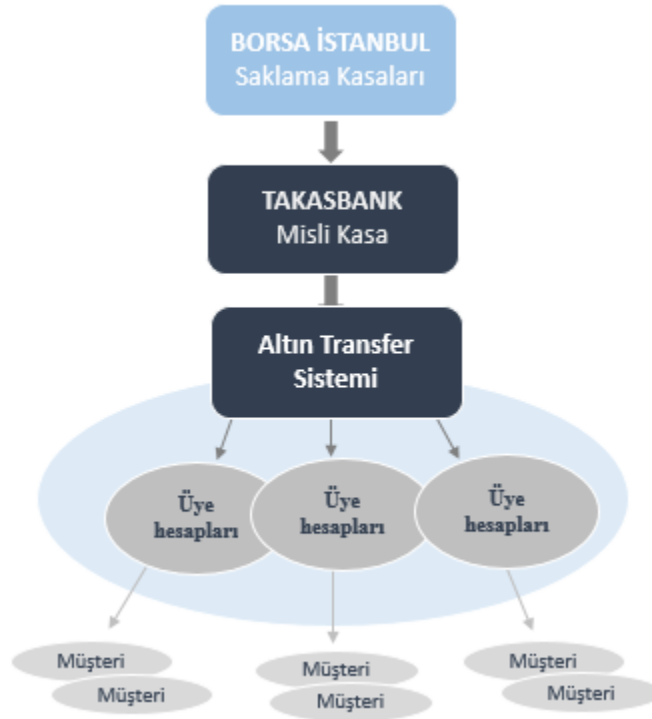 BORSA İSTANBUL
Saklama Kasaları
TAKASBANK
Misli Kasa
Altın Transfer
Sistemi
Üye
hesapları
Üye
hesapları
Üye
hesapları
Müşteri
Müşteri
Müşteri
Müşteri
Müşteri
Müşteri